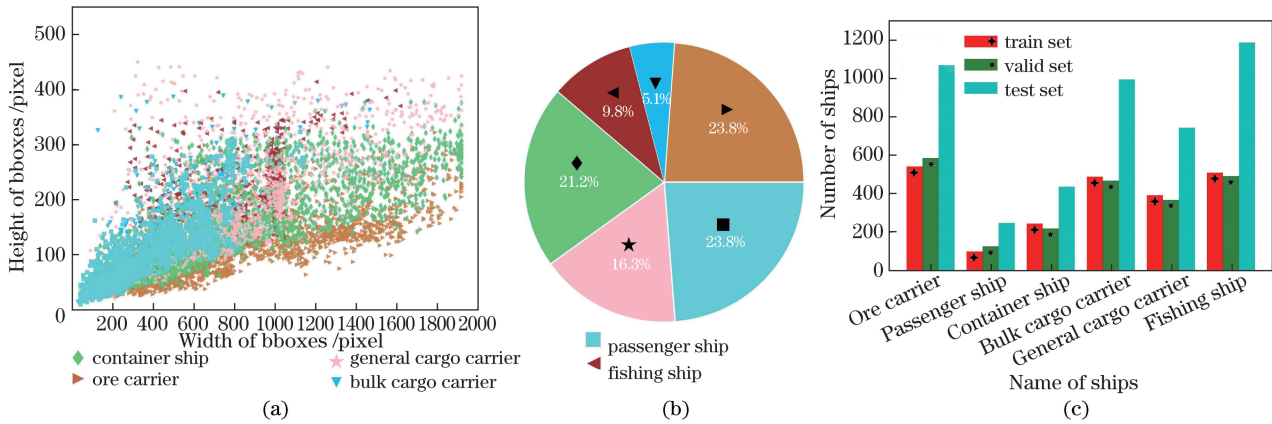 Height of bboxes /pixel
500
400
300
200
100
0
200 400 600 800 1000 1200 1400 1600 1800 2000
Width of bboxes /pixel
container ship
general cargo carrier
ore carrier
bulk cargo carrier
(a)
5.1%
9.8%
23.8%
21.2%
16.3%
23.8%
passenger ship
fishing ship
(b)
Number of ships
1200
1000
800
600
400
200
0
train set
valid set
test set
Ore carrier
Passenger ship
Container ship
Bulk cargo carrier
General cargo carrier
Fishing ship
Name of ships
(c)